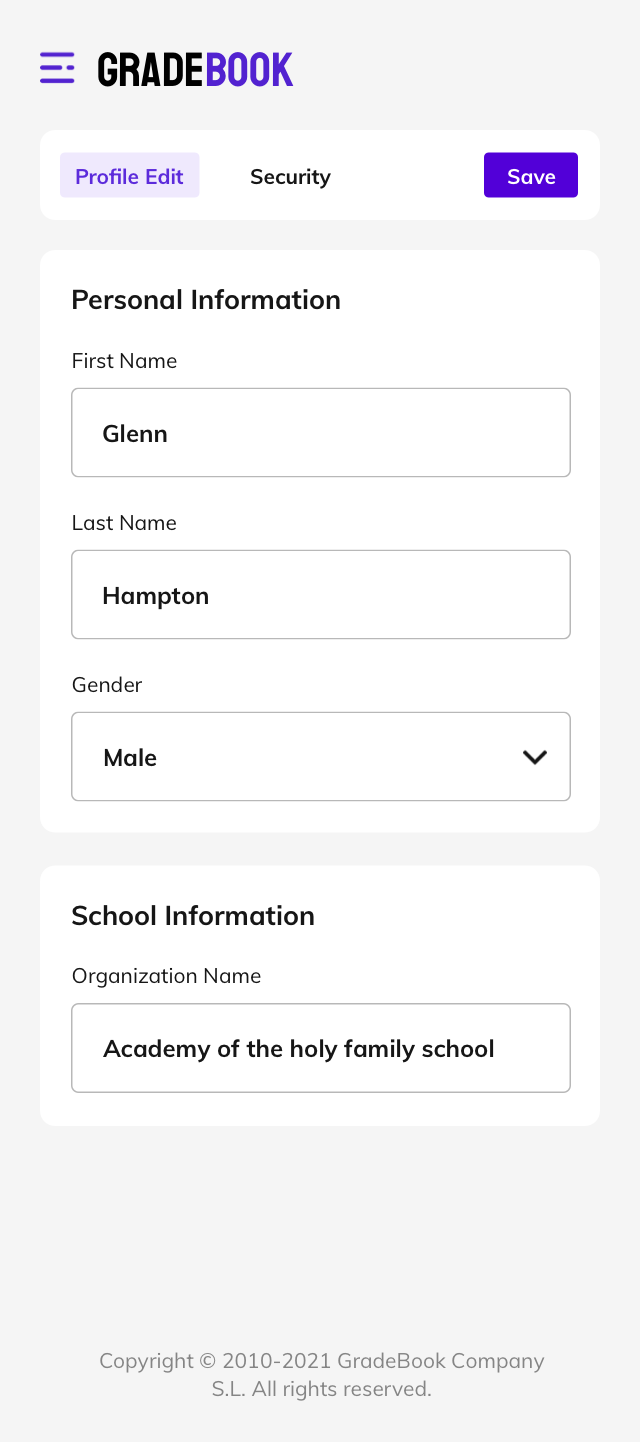 GRADEBOOK
Profile Edit Security Save
Personal Information
First Name
Glenn
Last Name
Hampton
Gender
Male
School Information
Organization Name
Academy of the holy family school
Copyright © 2010-2021 GradeBook Company
S.L. All rights reserved.